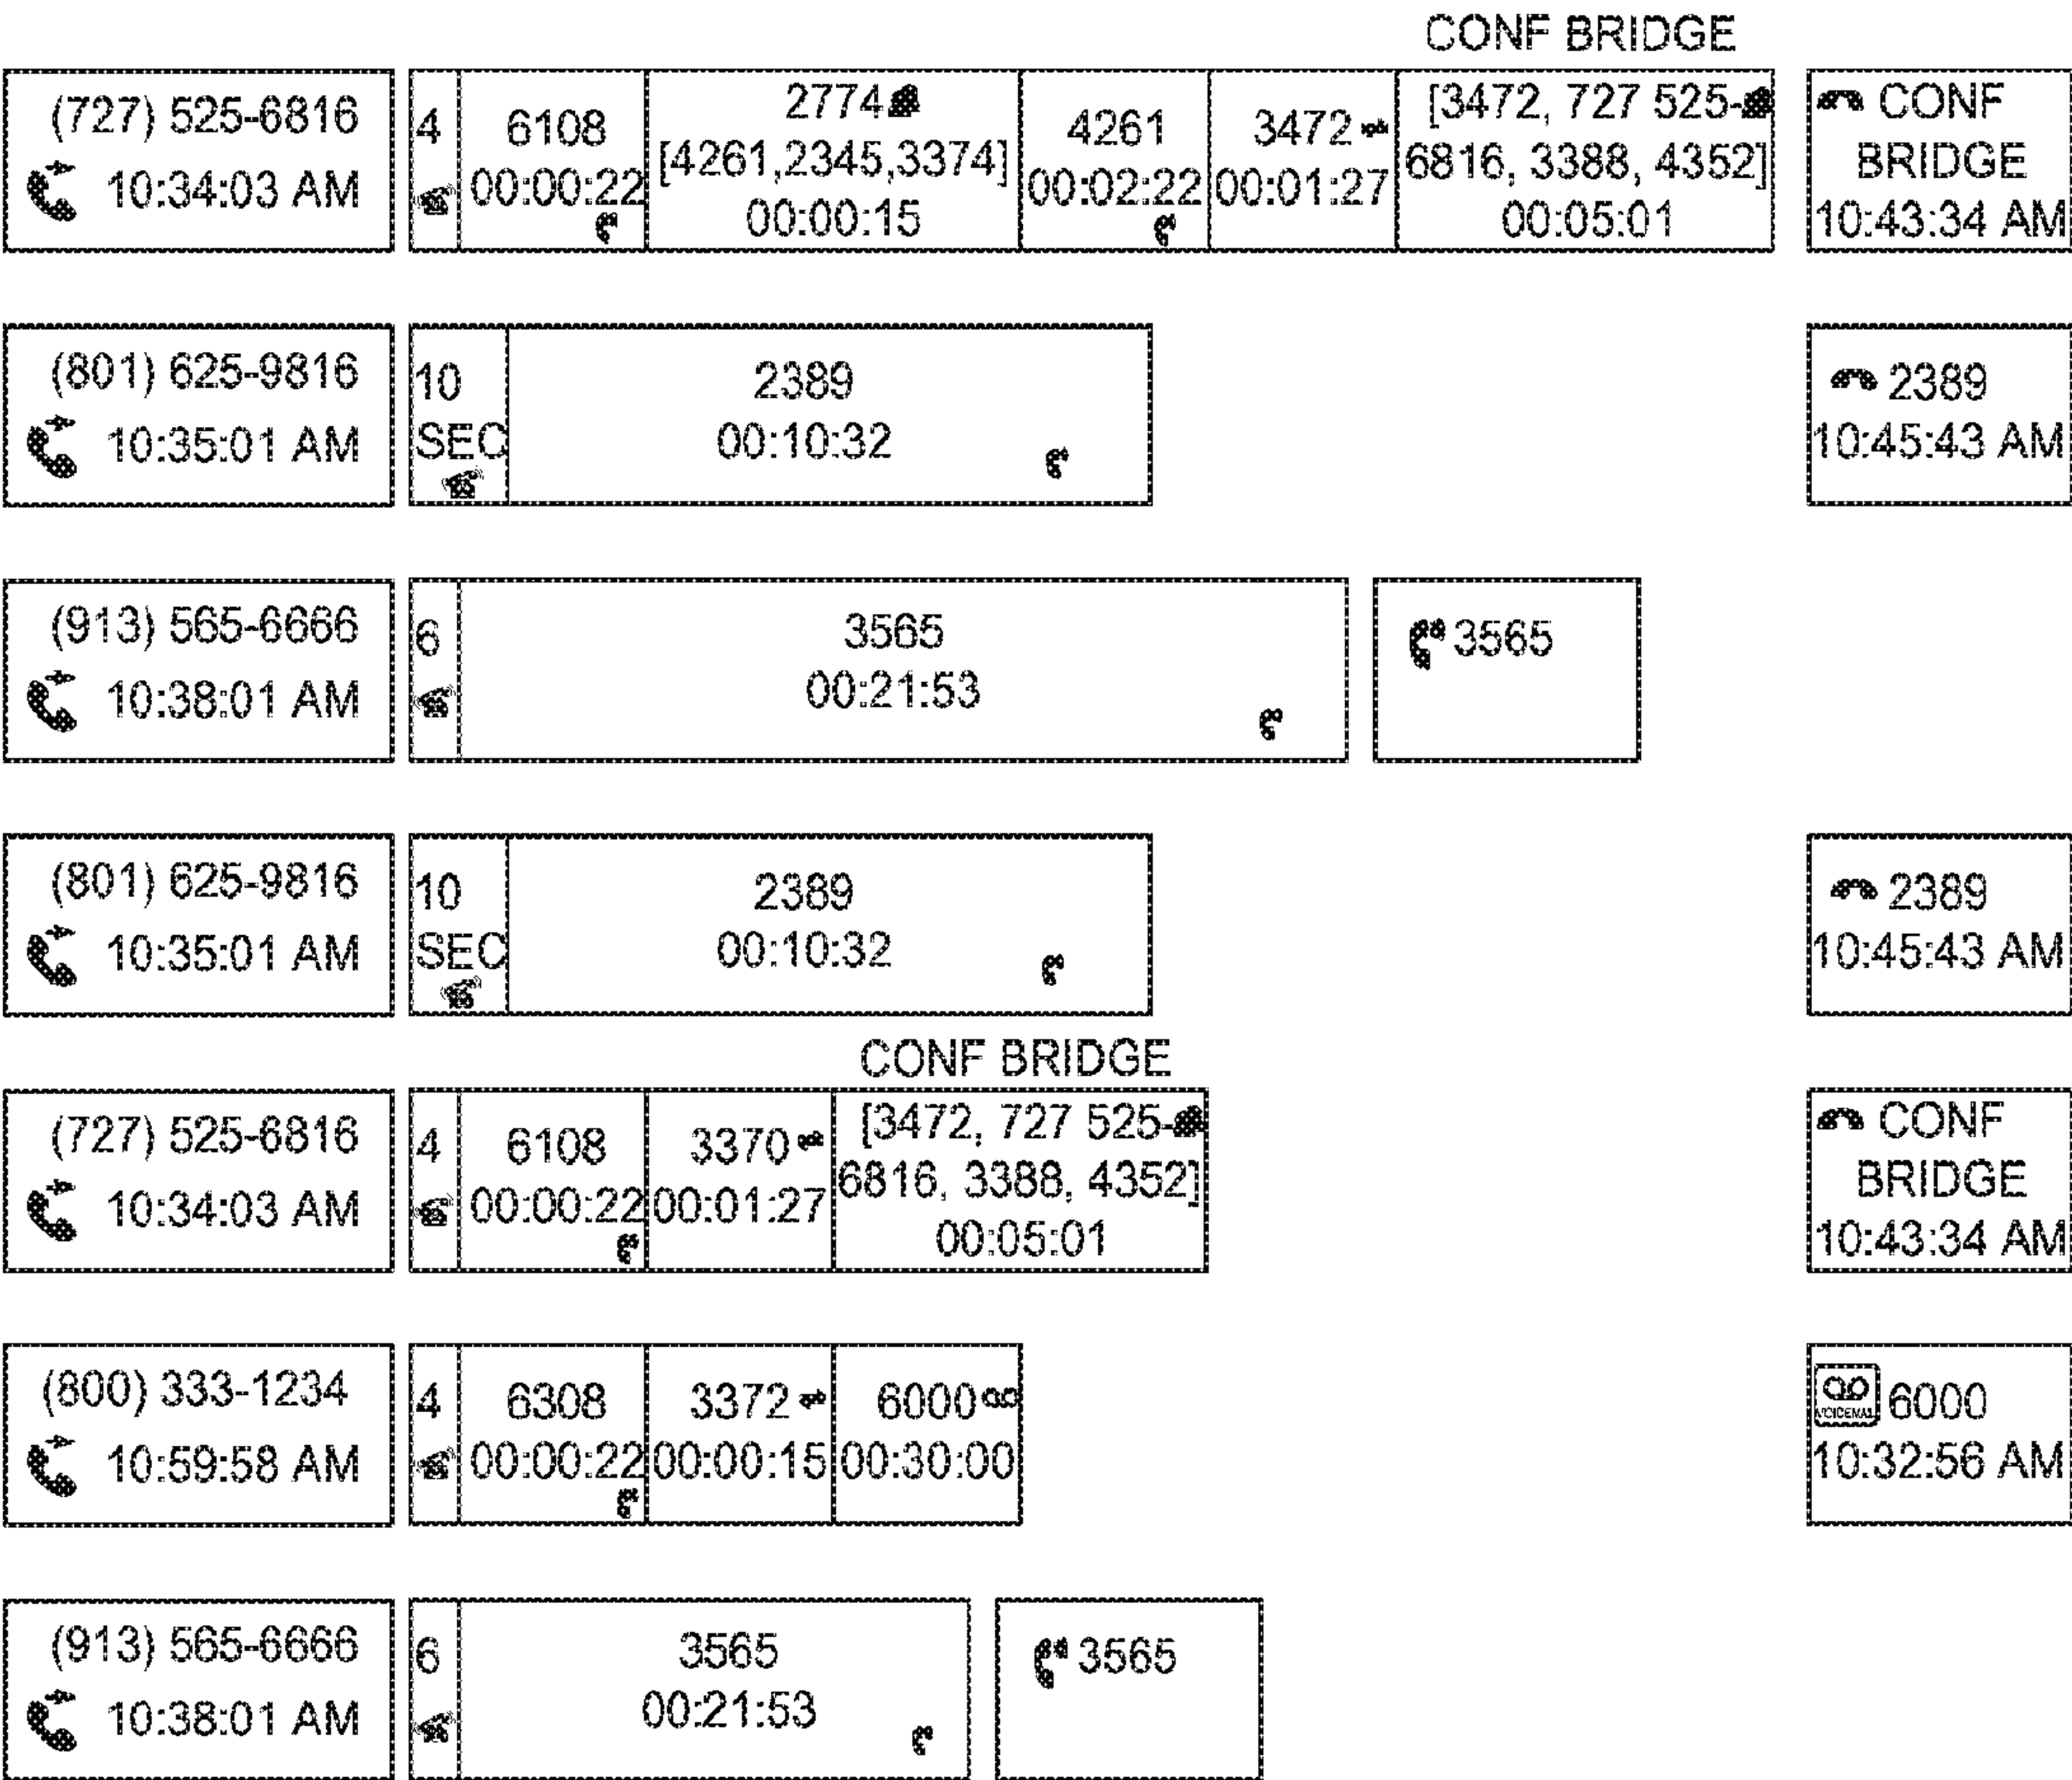 CONF BRIDGE
(727) 525-6816
10:34:03 AM
4
6108
00:00:22
2774
[4261,2345,3374]
00:00:15
4261
00:02:22
3472
00:01:27
[3472, 727 525-
6816, 3388, 4352]
00:05:01
CONF
BRIDGE
10:43:34 AM
(801) 625-9816
10:35:01 AM
10
SEC
2389
00:10:32
2389
10:45:43 AM
(913) 565-6666
10:38:01 AM
6
3565
00:21:53
3565
(801) 625-9816
10:35:01 AM
10
SEC
2389
00:10:32
2389
10:45:43 AM
CONF BRIDGE
(727) 525-6816
10:34:03 AM
4
6108
00:00:22
3370
00:01:27
[3472, 727 525-
6816, 3388, 4352]
00:05:01
CONF
BRIDGE
10:43:34 AM
(800) 333-1234
10:59:58 AM
4
6308
00:00:22
3372
00:00:15
6000
00:30:00
VOICEMAIL
6000
10:32:56 AM
(913) 565-6666
10:38:01 AM
6
3565
00:21:53
3565